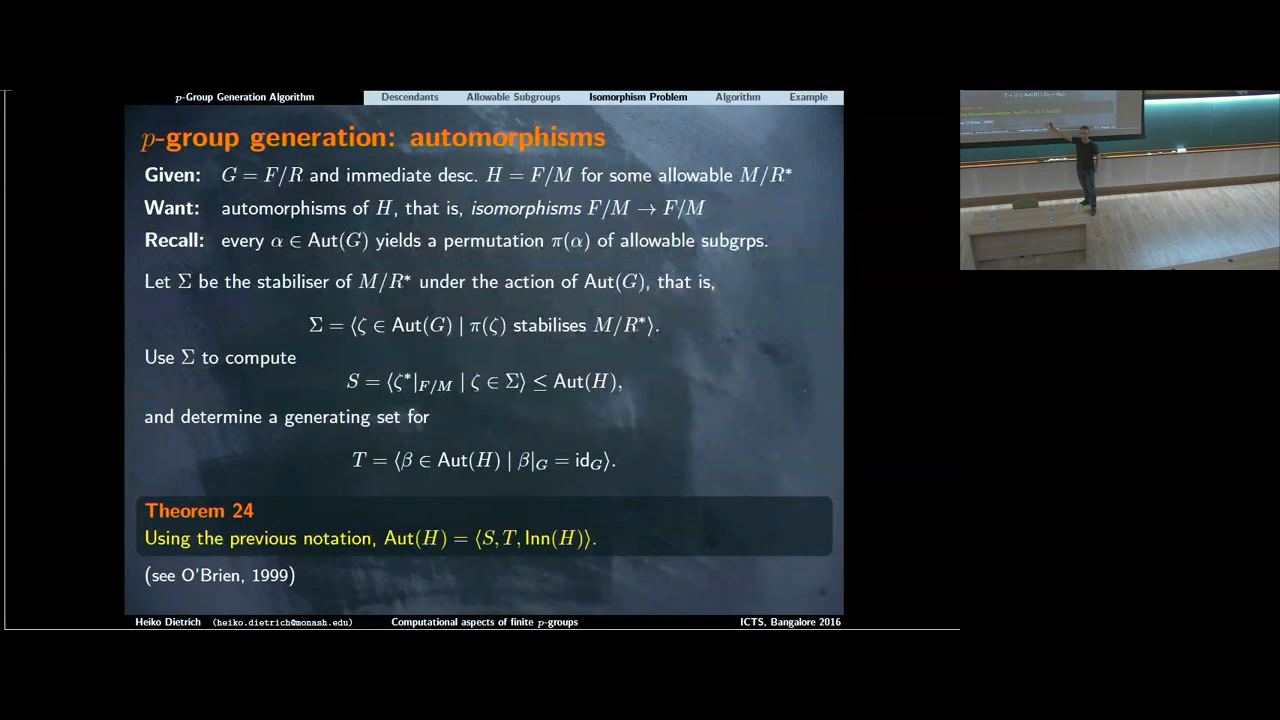 p-Group Generation Algorithm Descendants Allowable Subgroups Isomorphism Problem Algorithm Example
p-group generation: automorphisms
Given: G = F/R and immediate desc. H = F/M for some allowable M/R*
Want: automorphisms of H, that is, isomorphisms F/M → F/M
Recall: every α ∈ Aut(G) yields a permutation π(α) of allowable subgrps.
Let Σ be the stabiliser of M/R* under the action of Aut(G), that is,
Σ = ⟨ζ ∈ Aut(G) | π(ζ) stabilises M/R*⟩.
Use Σ to compute
S = ⟨ζ*|F/M | ζ ∈ Σ⟩ ≤ Aut(H),
and determine a generating set for
T = ⟨β ∈ Aut(H) | β|G = idG⟩.
Theorem 24
Using the previous notation, Aut(H) = ⟨S, T, Inn(H)⟩.
(see O'Brien, 1999)
Heiko Dietrich (heiko.dietrich@monash.edu) Computational aspects of finite p-groups ICTS, Bangalore 2016